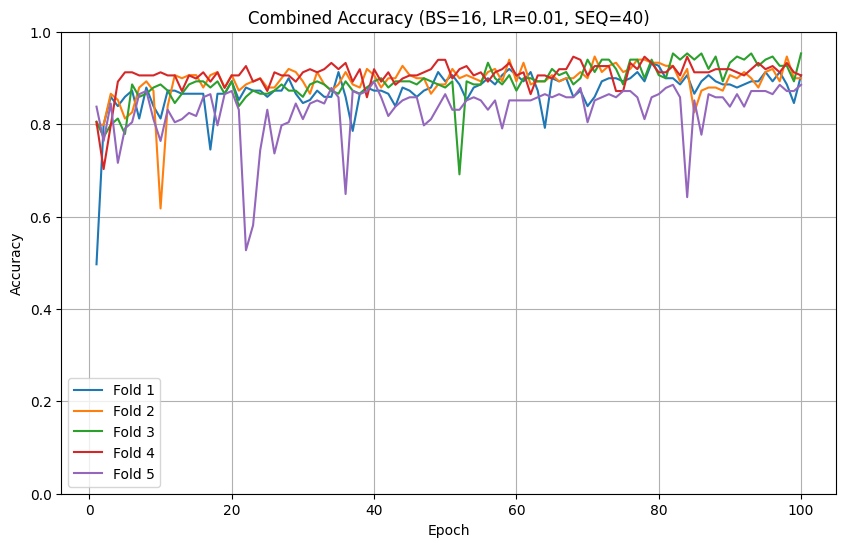 Combined Accuracy (BS=16, LR=0.01, SEQ=40)
1.0
0.8
0.6
0.4
0.2
0.0
Accuracy
Fold 1
Fold 2
Fold 3
Fold 4
Fold 5
0 20 40 60 80 100
Epoch